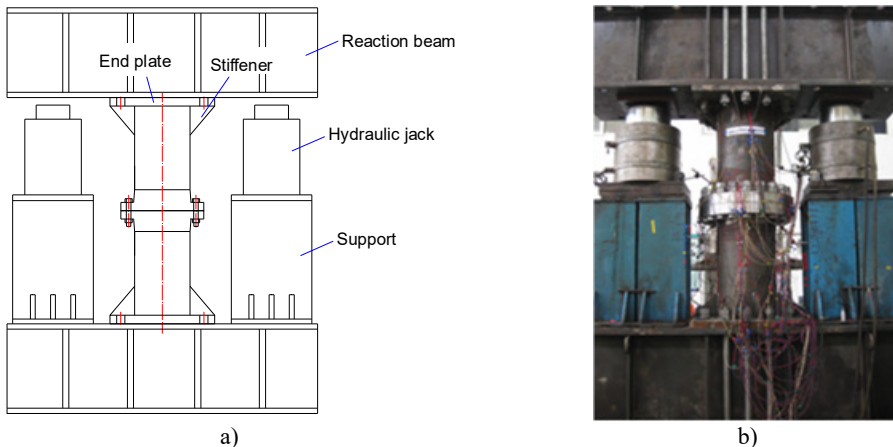 Reaction beam
End plate
Stiffener
Hydraulic jack
Support
a)
b)